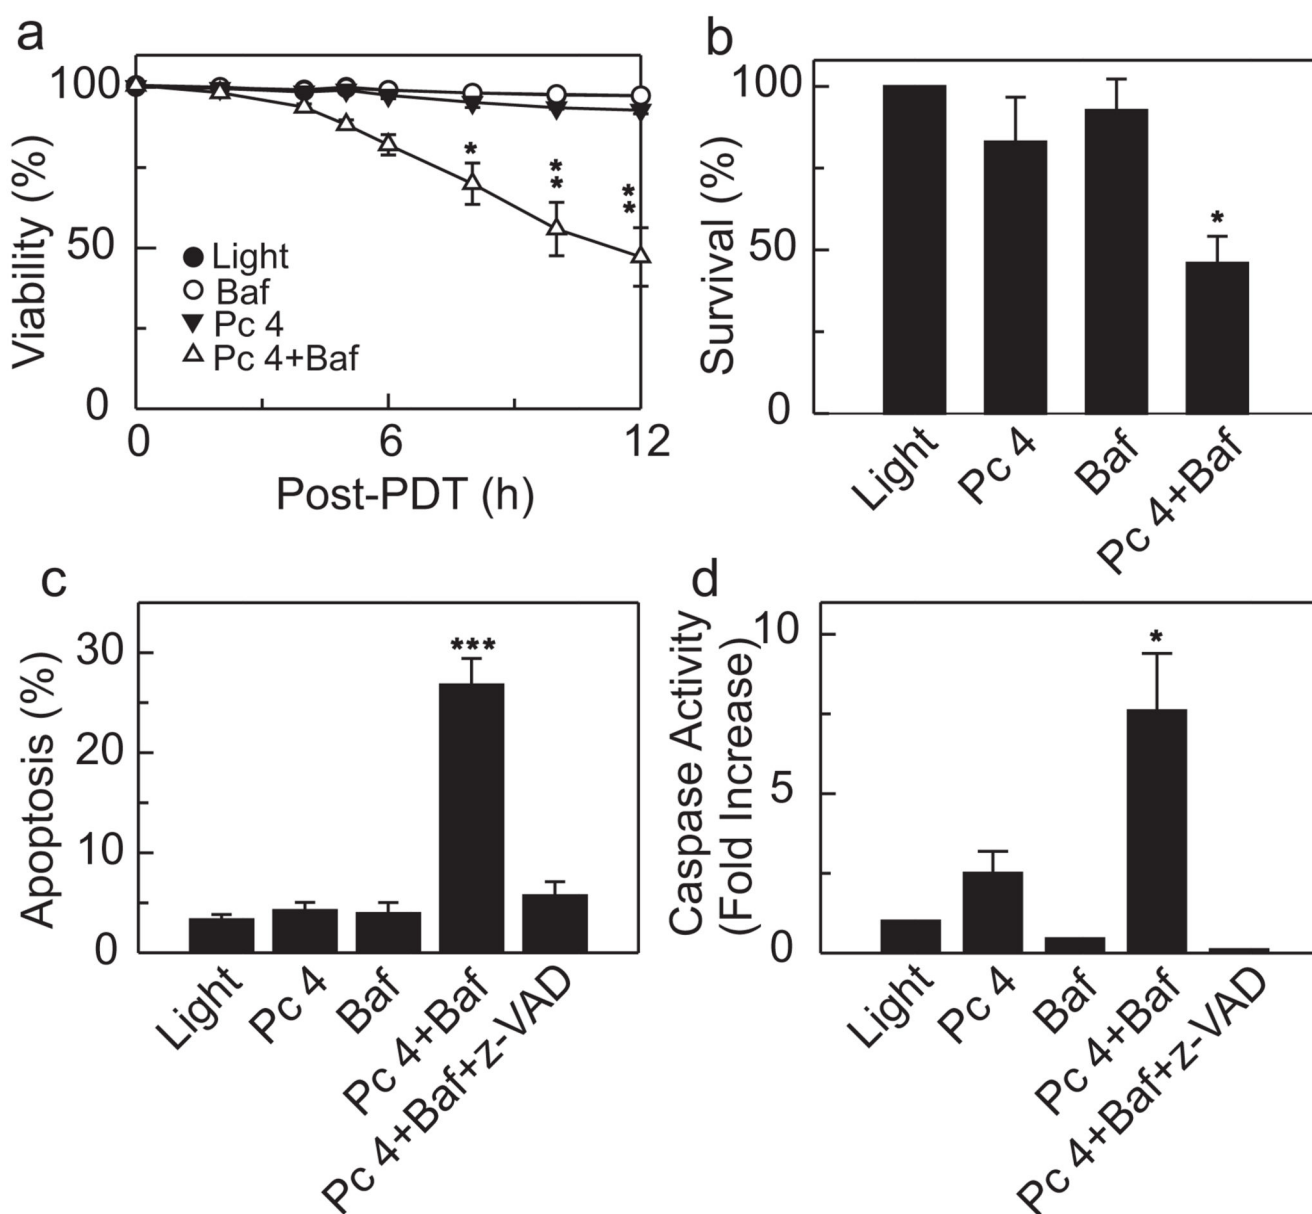 a
Viability (%)
100
50
0
*
*
*
*
*
Light
Baf
Pc 4
Pc 4+Baf
0
6
12
Post-PDT (h)
b
Survival (%)
100
50
0
*
Light
Pc 4
Baf
Pc 4+Baf
c
Apoptosis (%)
30
20
10
0
***
Light
Pc 4
Baf
Pc 4+Baf
Pc 4+Baf+z-VAD
d
Caspase Activity
(Fold Increase)
10
5
0
*
Light
Pc 4
Baf
Pc 4+Baf
Pc 4+Baf+z-VAD